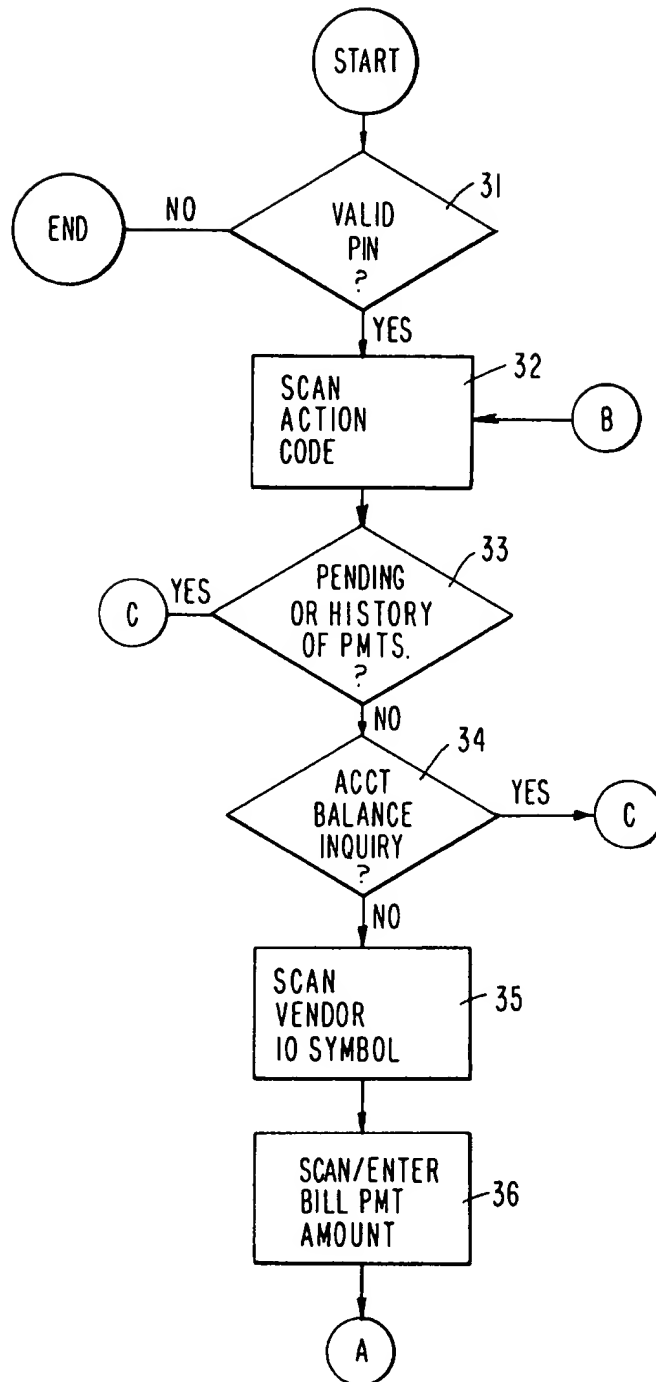 START
31
NO
END
VALID
PIN
?
YES
32
SCAN
ACTION
CODE
B
33
YES
C
PENDING
OR HISTORY
OF PMTS.
?
NO
34
ACCT
BALANCE
INQUIRY
?
YES
C
NO
SCAN
VENDOR
IO SYMBOL
35
SCAN/ENTER
BILL PMT
AMOUNT
36
A